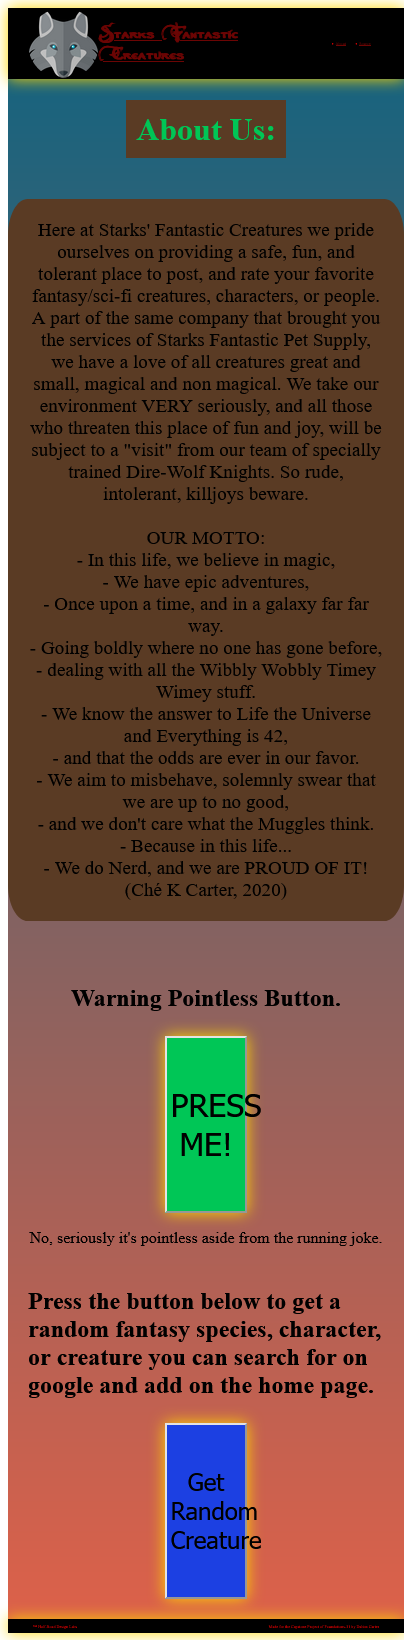 Starks Fantastic
Creatures
About Us:
Here at Starks' Fantastic Creatures we pride
ourselves on providing a safe, fun, and
tolerant place to post, and rate your favorite
fantasy/sci-fi creatures, characters, or people.
A part of the same company that brought you
the services of Starks Fantastic Pet Supply,
we have a love of all creatures great and
small, magical and non magical. We take our
environment VERY seriously, and all those
who threaten this place of fun and joy, will be
subject to a "visit" from our team of specially
trained Dire-Wolf Knights. So rude,
intolerant, killjoys beware.
OUR MOTTO:
- In this life, we believe in magic,
- We have epic adventures,
- Once upon a time, and in a galaxy far far
way.
- Going boldly where no one has gone before,
- dealing with all the Wibbly Wobbly Timey
Wimey stuff.
- We know the answer to Life the Universe
and Everything is 42,
- and that the odds are ever in our favor.
- We aim to misbehave, solemnly swear that
we are up to no good,
- and we don't care what the Muggles think.
- Because in this life...
- We do Nerd, and we are PROUD OF IT!
(Ché K Carter, 2020)
Warning Pointless Button.
PRESS
ME!
No, seriously it's pointless aside from the running joke.
Press the button below to get a
random fantasy species, character,
or creature you can search for on
google and add on the home page.
Get
Random
Creature